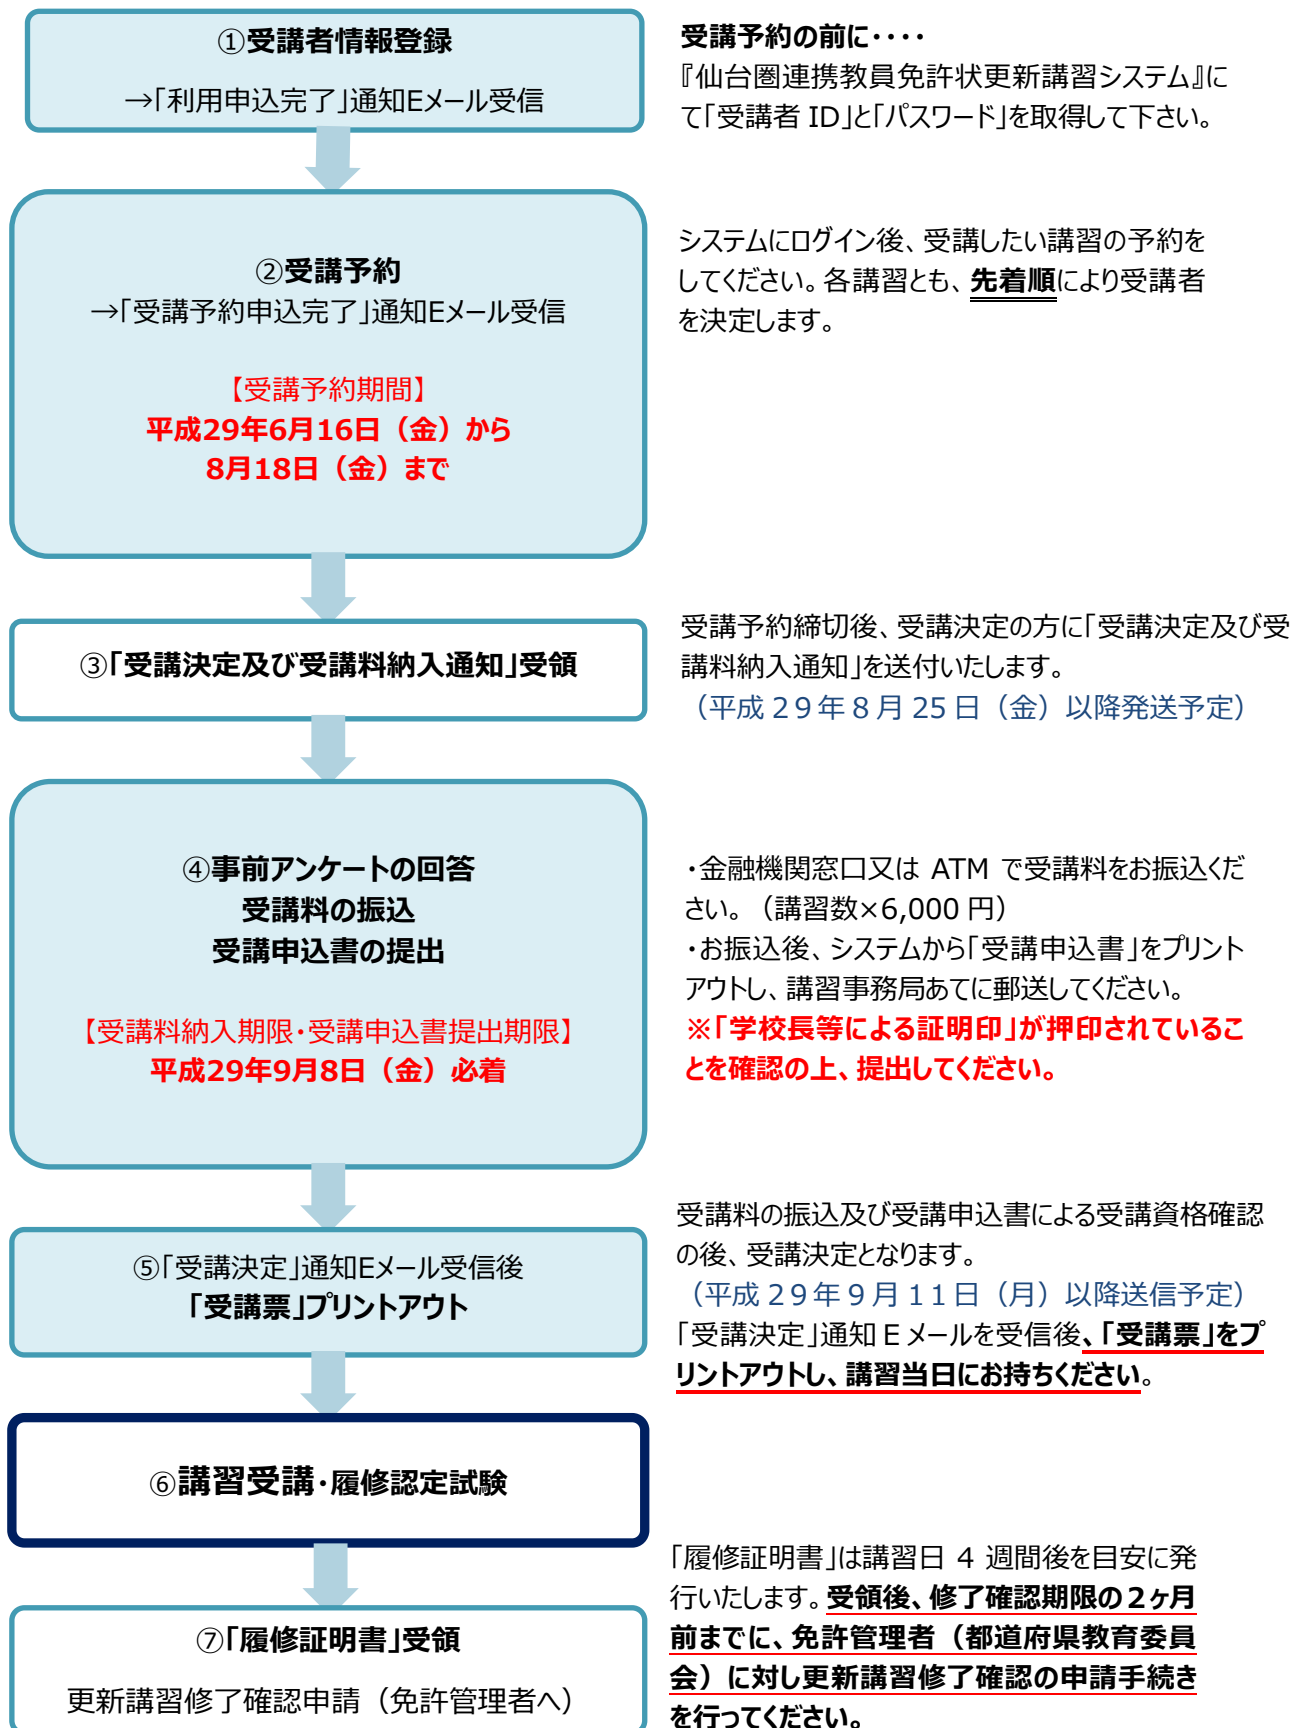 ①受講者情報登録
→「利用申込完了」通知Eメール受信
受講予約の前に・・・・
『仙台圏連携教員免許状更新講習システム』に
て「受講者 ID」と「パスワード」を取得して下さい。
②受講予約
→「受講予約申込完了」通知Eメール受信
【受講予約期間】
平成29年6月16日（金）から
8月18日（金）まで
システムにログイン後、受講したい講習の予約を
してください。各講習とも、先着順により受講者
を決定します。
③「受講決定及び受講料納入通知」受領
受講予約締切後、受講決定の方に「受講決定及び受
講料納入通知」を送付いたします。
（平成２９年８月 25 日（金）以降発送予定）
④事前アンケートの回答
受講料の振込
受講申込書の提出
【受講料納入期限・受講申込書提出期限】
平成29年9月8日（金）必着
・金融機関窓口又は ATM で受講料をお振込くだ
さい。（講習数×6,000 円）
・お振込後、システムから「受講申込書」をプリント
アウトし、講習事務局あてに郵送してください。
※「学校長等による証明印」が押印されているこ
とを確認の上、提出してください。
⑤「受講決定」通知Eメール受信後
「受講票」プリントアウト
受講料の振込及び受講申込書による受講資格確認
の後、受講決定となります。
（平成２９年９月１１日（月）以降送信予定）
「受講決定」通知Ｅメールを受信後、「受講票」をプ
リントアウトし、講習当日にお持ちください。
⑥講習受講・履修認定試験
⑦「履修証明書」受領
更新講習修了確認申請（免許管理者へ）
「履修証明書」は講習日 ４ 週間後を目安に発
行いたします。受領後、修了確認期限の２ヶ月
前までに、免許管理者（都道府県教育委員
会）に対し更新講習修了確認の申請手続き
を行ってください。